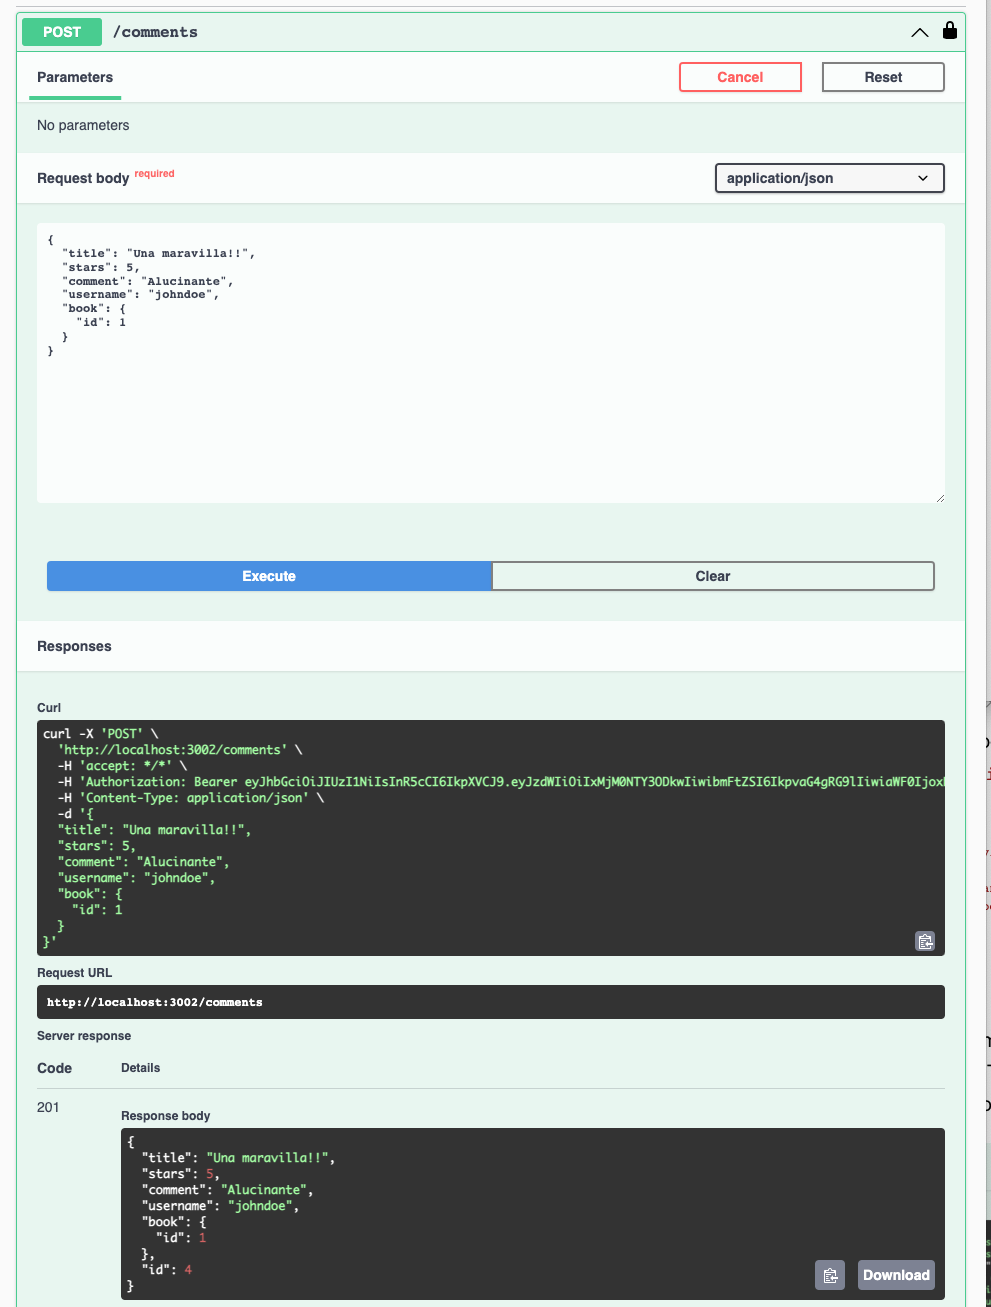 POST /comments
Parameters Cancel Reset
No parameters
Request body required application/json
{
  "title": "Una maravilla!!",
  "stars": 5,
  "comment": "Alucinante",
  "username": "johndoe",
  "book": {
    "id": 1
  }
}
Execute Clear
Responses
Curl
curl -X 'POST' \
  'http://localhost:3002/comments' \
  -H 'accept: */*' \
  -H 'Authorization: Bearer eyJhbGciOiJIUzI1NiIsInR5cCI6IkpXVCJ9.eyJzdWIiOiIxMjM0NTY3ODkwIiwibmFtZSI6IkpvaG4gRG9lIiwiaWF0Ijox
  -H 'Content-Type: application/json' \
  -d '{
  "title": "Una maravilla!!",
  "stars": 5,
  "comment": "Alucinante",
  "username": "johndoe",
  "book": {
    "id": 1
  }
}'
Request URL
http://localhost:3002/comments
Server response
Code Details
201
Response body
{
  "title": "Una maravilla!!",
  "stars": 5,
  "comment": "Alucinante",
  "username": "johndoe",
  "book": {
    "id": 1
  },
  "id": 4
}
Download